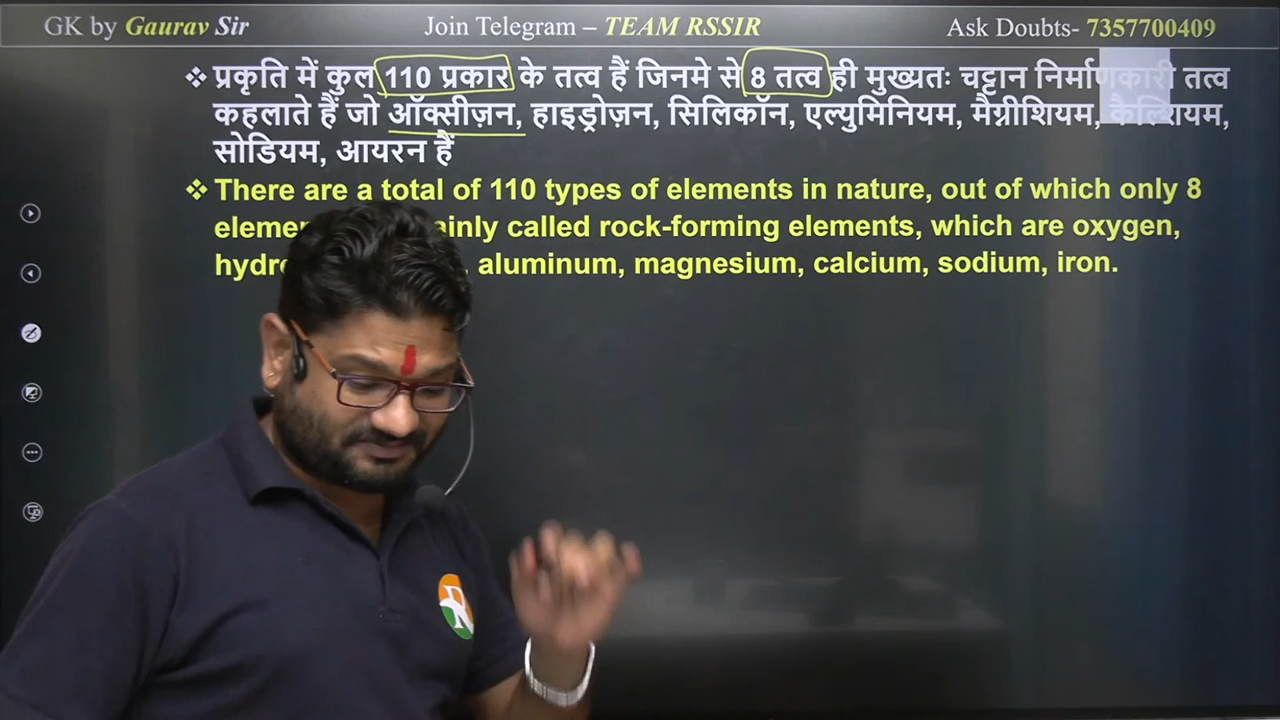 GK by Gaurav Sir
Join Telegram – TEAM RSSIR
Ask Doubts- 7357700409
❖ प्रकृति में कुल 110 प्रकार के तत्व हैं जिनमे से 8 तत्व ही मुख्यतः चट्टान निर्माणकारी तत्व
कहलाते हैं जो ऑक्सीज़न, हाइड्रोज़न, सिलिकॉन, एल्युमिनियम, मैग्नीशियम, कैल्शियम,
सोडियम, आयरन हैं
❖ There are a total of 110 types of elements in nature, out of which only 8
called rock-forming elements, which are oxygen,
aluminum, magnesium, calcium, sodium, iron.